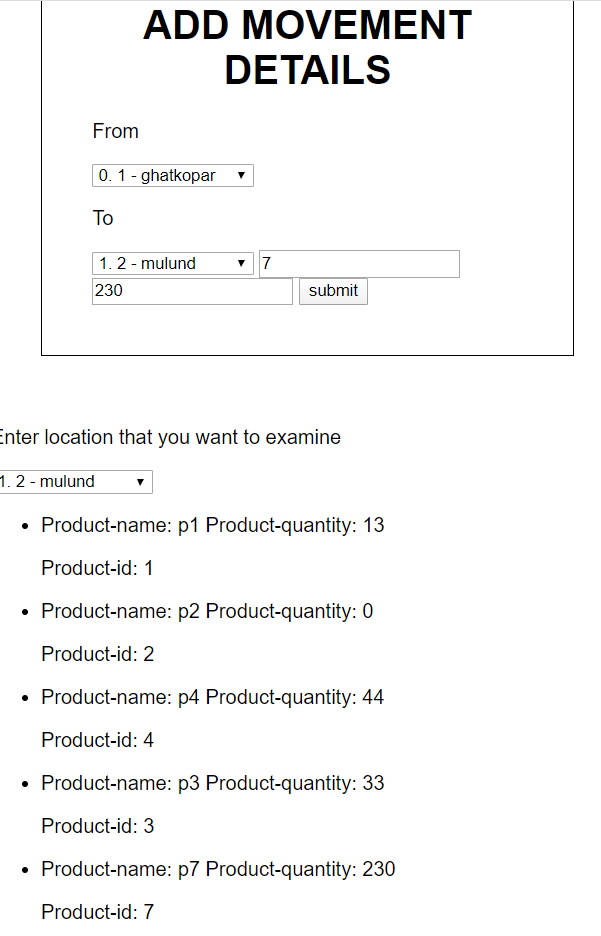 ADD MOVEMENT
DETAILS
From
0. 1 - ghatkopar
To
1. 2 - mulund 7
230 submit
Enter location that you want to examine
1. 2 - mulund
Product-name: p1 Product-quantity: 13
Product-id: 1
Product-name: p2 Product-quantity: 0
Product-id: 2
Product-name: p4 Product-quantity: 44
Product-id: 4
Product-name: p3 Product-quantity: 33
Product-id: 3
Product-name: p7 Product-quantity: 230
Product-id: 7